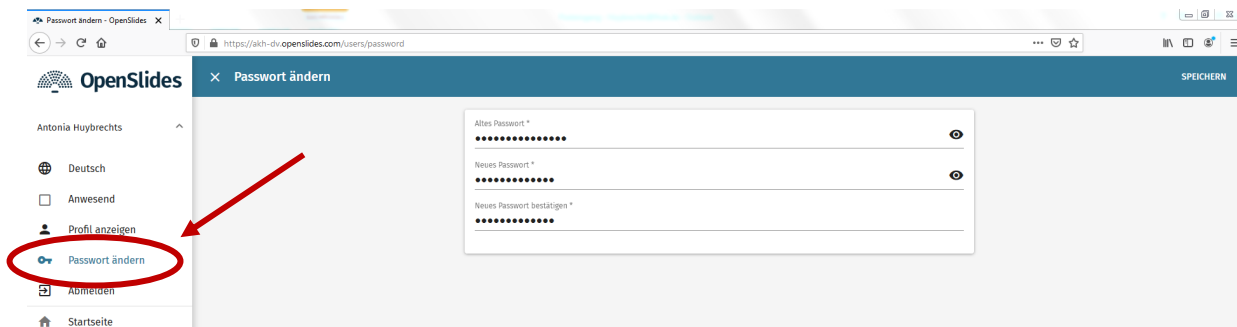 Passwort ändern - OpenSlides
https://akh-dv.openslides.com/users/password
OpenSlides
Passwort ändern
SPEICHERN
Antonia Huybrechts
Deutsch
Anwesend
Profil anzeigen
Passwort ändern
Abmelden
Startseite
Altes Passwort *
Neues Passwort *
Neues Passwort bestätigen *